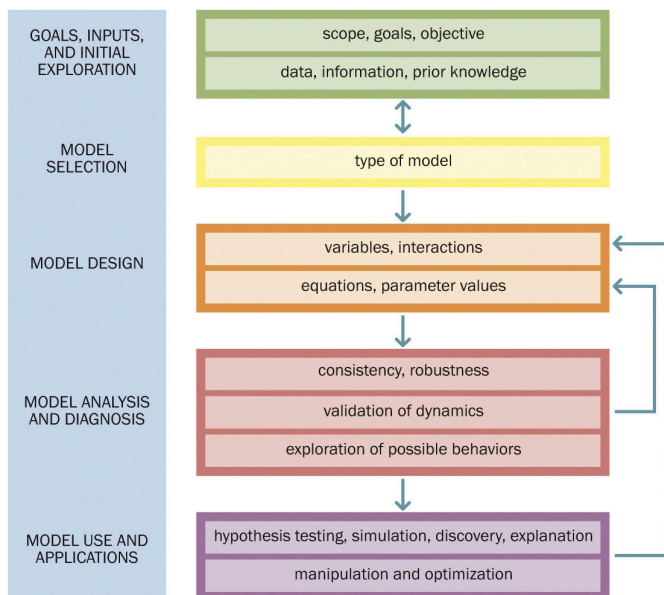 GOALS, INPUTS,
AND INITIAL
EXPLORATION
scope, goals, objective
data, information, prior knowledge
MODEL
SELECTION
type of model
MODEL DESIGN
variables, interactions
equations, parameter values
MODEL ANALYSIS
AND DIAGNOSIS
consistency, robustness
validation of dynamics
exploration of possible behaviors
MODEL USE AND
APPLICATIONS
hypothesis testing, simulation, discovery, explanation
manipulation and optimization